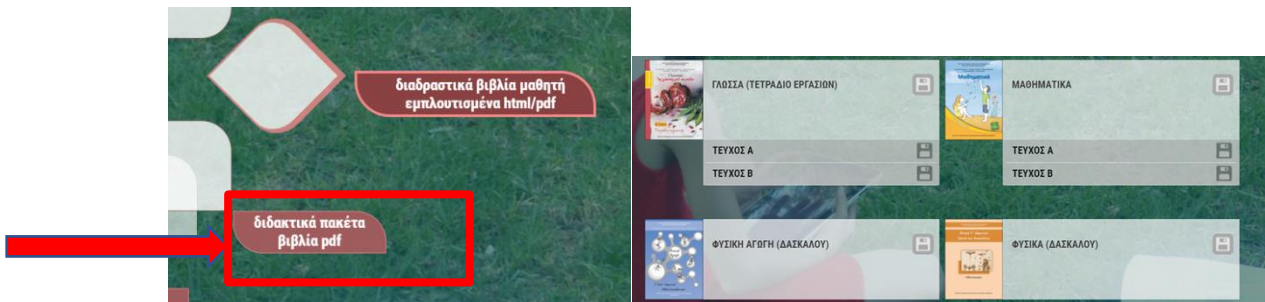 διαδραστικά βιβλία μαθητή
εμπλουτισμένα html/pdf
διδακτικά πακέτα
βιβλία pdf
ΓΛΩΣΣΑ (ΤΕΤΡΑΔΙΟ ΕΡΓΑΣΙΩΝ)
ΤΕΥΧΟΣ Α
ΤΕΥΧΟΣ Β
Μαθηματικά
ΜΑΘΗΜΑΤΙΚΑ
ΤΕΥΧΟΣ Α
ΤΕΥΧΟΣ Β
ΦΥΣΙΚΗ ΑΓΩΓΗ (ΔΑΣΚΑΛΟΥ)
ΦΥΣΙΚΑ (ΔΑΣΚΑΛΟΥ)